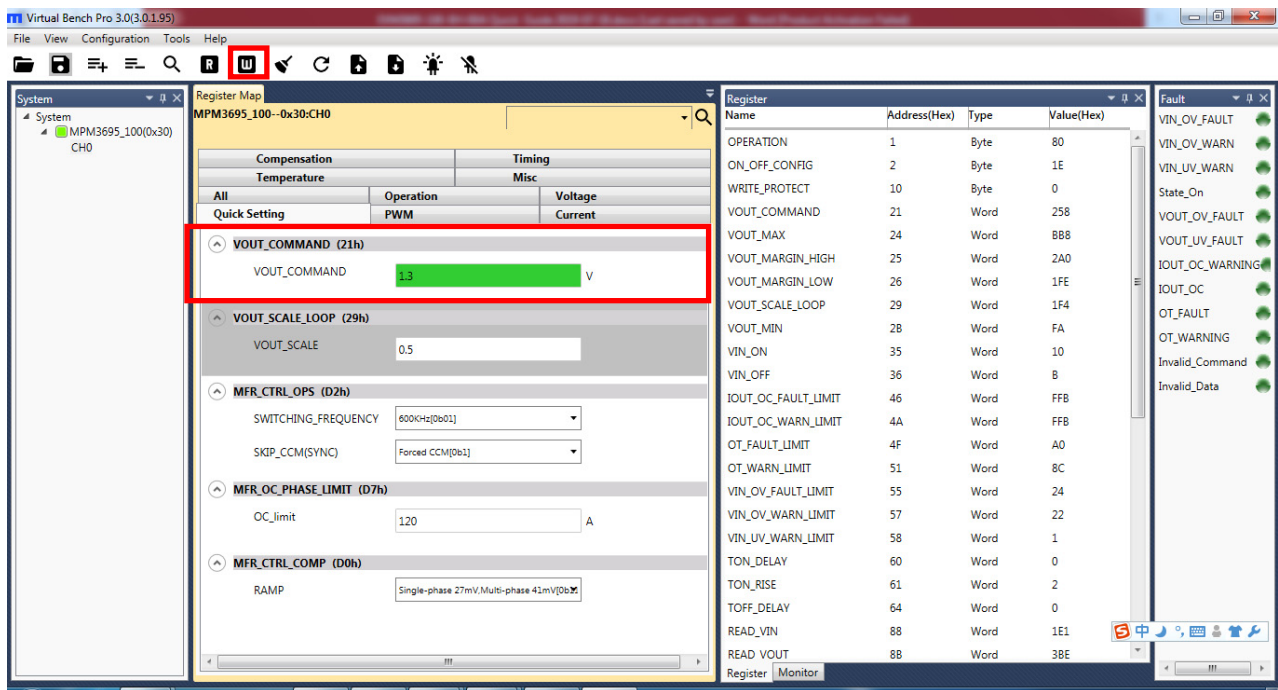 Virtual Bench Pro 3.0(3.0.1.95)
File View Configuration Tools Help
R W
System
System
MPM3695_100(0x30)
CH0
Register Map
MPM3695_100--0x30:CH0
Compensation Timing
Temperature Misc
All Operation Voltage
Quick Setting PWM Current
VOUT_COMMAND (21h)
VOUT_COMMAND 1.3 V
VOUT_SCALE_LOOP (29h)
VOUT_SCALE 0.5
MFR_CTRL_OPS (D2h)
SWITCHING_FREQUENCY 600KHz[0b01]
SKIP_CCM(SYNC) Forced CCM[0b1]
MFR_OC_PHASE_LIMIT (D7h)
OC_limit 120 A
MFR_CTRL_COMP (D0h)
RAMP Single-phase 27mV,Multi-phase 41mV[0b
Register
Name Address(Hex) Type Value(Hex)
OPERATION 1 Byte 80
ON_OFF_CONFIG 2 Byte 1E
WRITE_PROTECT 10 Byte 0
VOUT_COMMAND 21 Word 258
VOUT_MAX 24 Word BB8
VOUT_MARGIN_HIGH 25 Word 2A0
VOUT_MARGIN_LOW 26 Word 1FE
VOUT_SCALE_LOOP 29 Word 1F4
VOUT_MIN 2B Word FA
VIN_ON 35 Word 10
VIN_OFF 36 Word B
IOUT_OC_FAULT_LIMIT 46 Word FFB
IOUT_OC_WARN_LIMIT 4A Word FFB
OT_FAULT_LIMIT 4F Word A0
OT_WARN_LIMIT 51 Word 8C
VIN_OV_FAULT_LIMIT 55 Word 24
VIN_OV_WARN_LIMIT 57 Word 22
VIN_UV_WARN_LIMIT 58 Word 1
TON_DELAY 60 Word 0
TON_RISE 61 Word 2
TOFF_DELAY 64 Word 0
READ_VIN 88 Word 1E1
READ_VOUT 8B Word 3BE
Register Monitor
Fault
VIN_OV_FAULT
VIN_OV_WARN
VIN_UV_WARN
State_On
VOUT_OV_FAULT
VOUT_UV_FAULT
IOUT_OC_WARNING
IOUT_OC
OT_FAULT
OT_WARNING
Invalid_Command
Invalid_Data
S 中